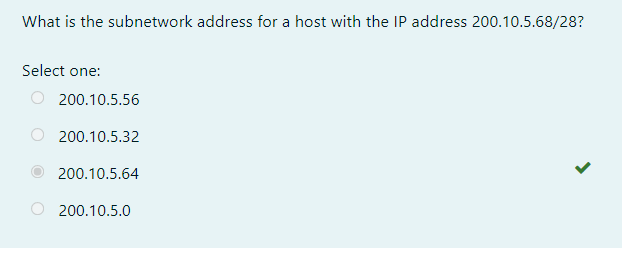 What is the subnetwork address for a host with the IP address 200.10.5.68/28?
Select one:
200.10.5.56
200.10.5.32
200.10.5.64
200.10.5.0